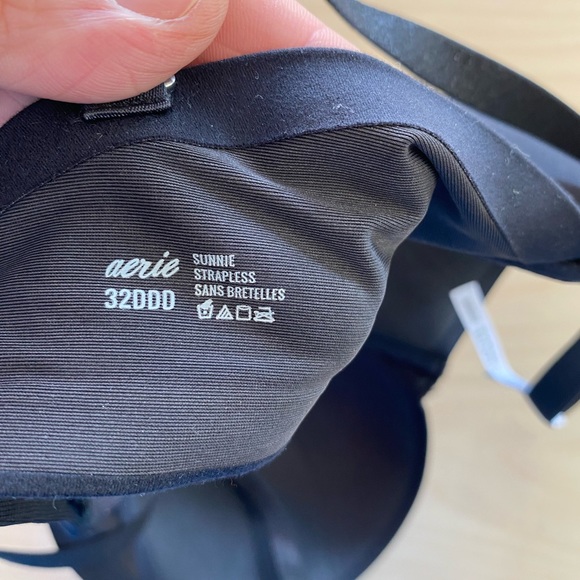 aerie
32DDD
SUNNIE
STRAPLESS
SANS BRETELLES